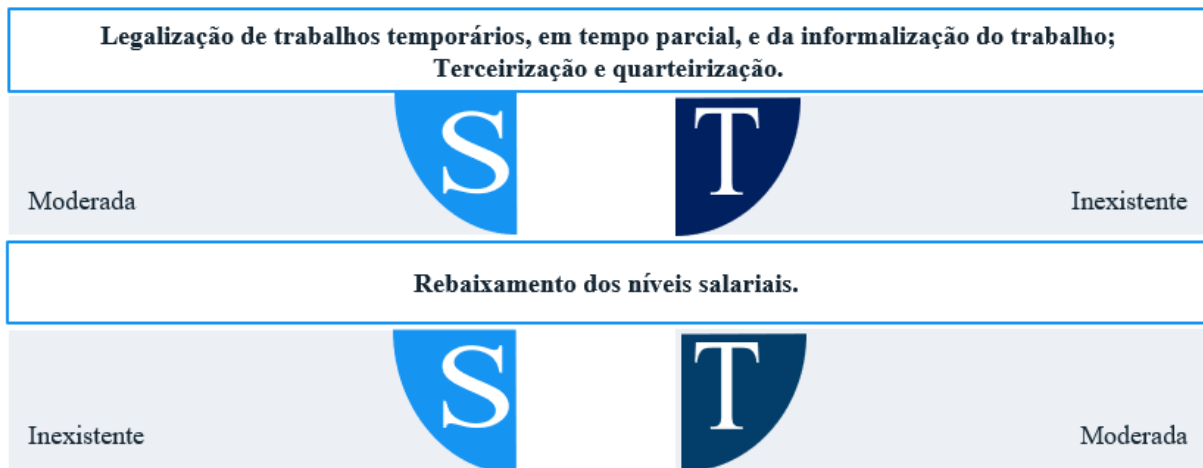 Legalização de trabalhos temporários, em tempo parcial, e da informalização do trabalho;
Terceirização e quarteirização.
S T
Moderada Inexistente
Rebaixamento dos níveis salariais.
S T
Inexistente Moderada